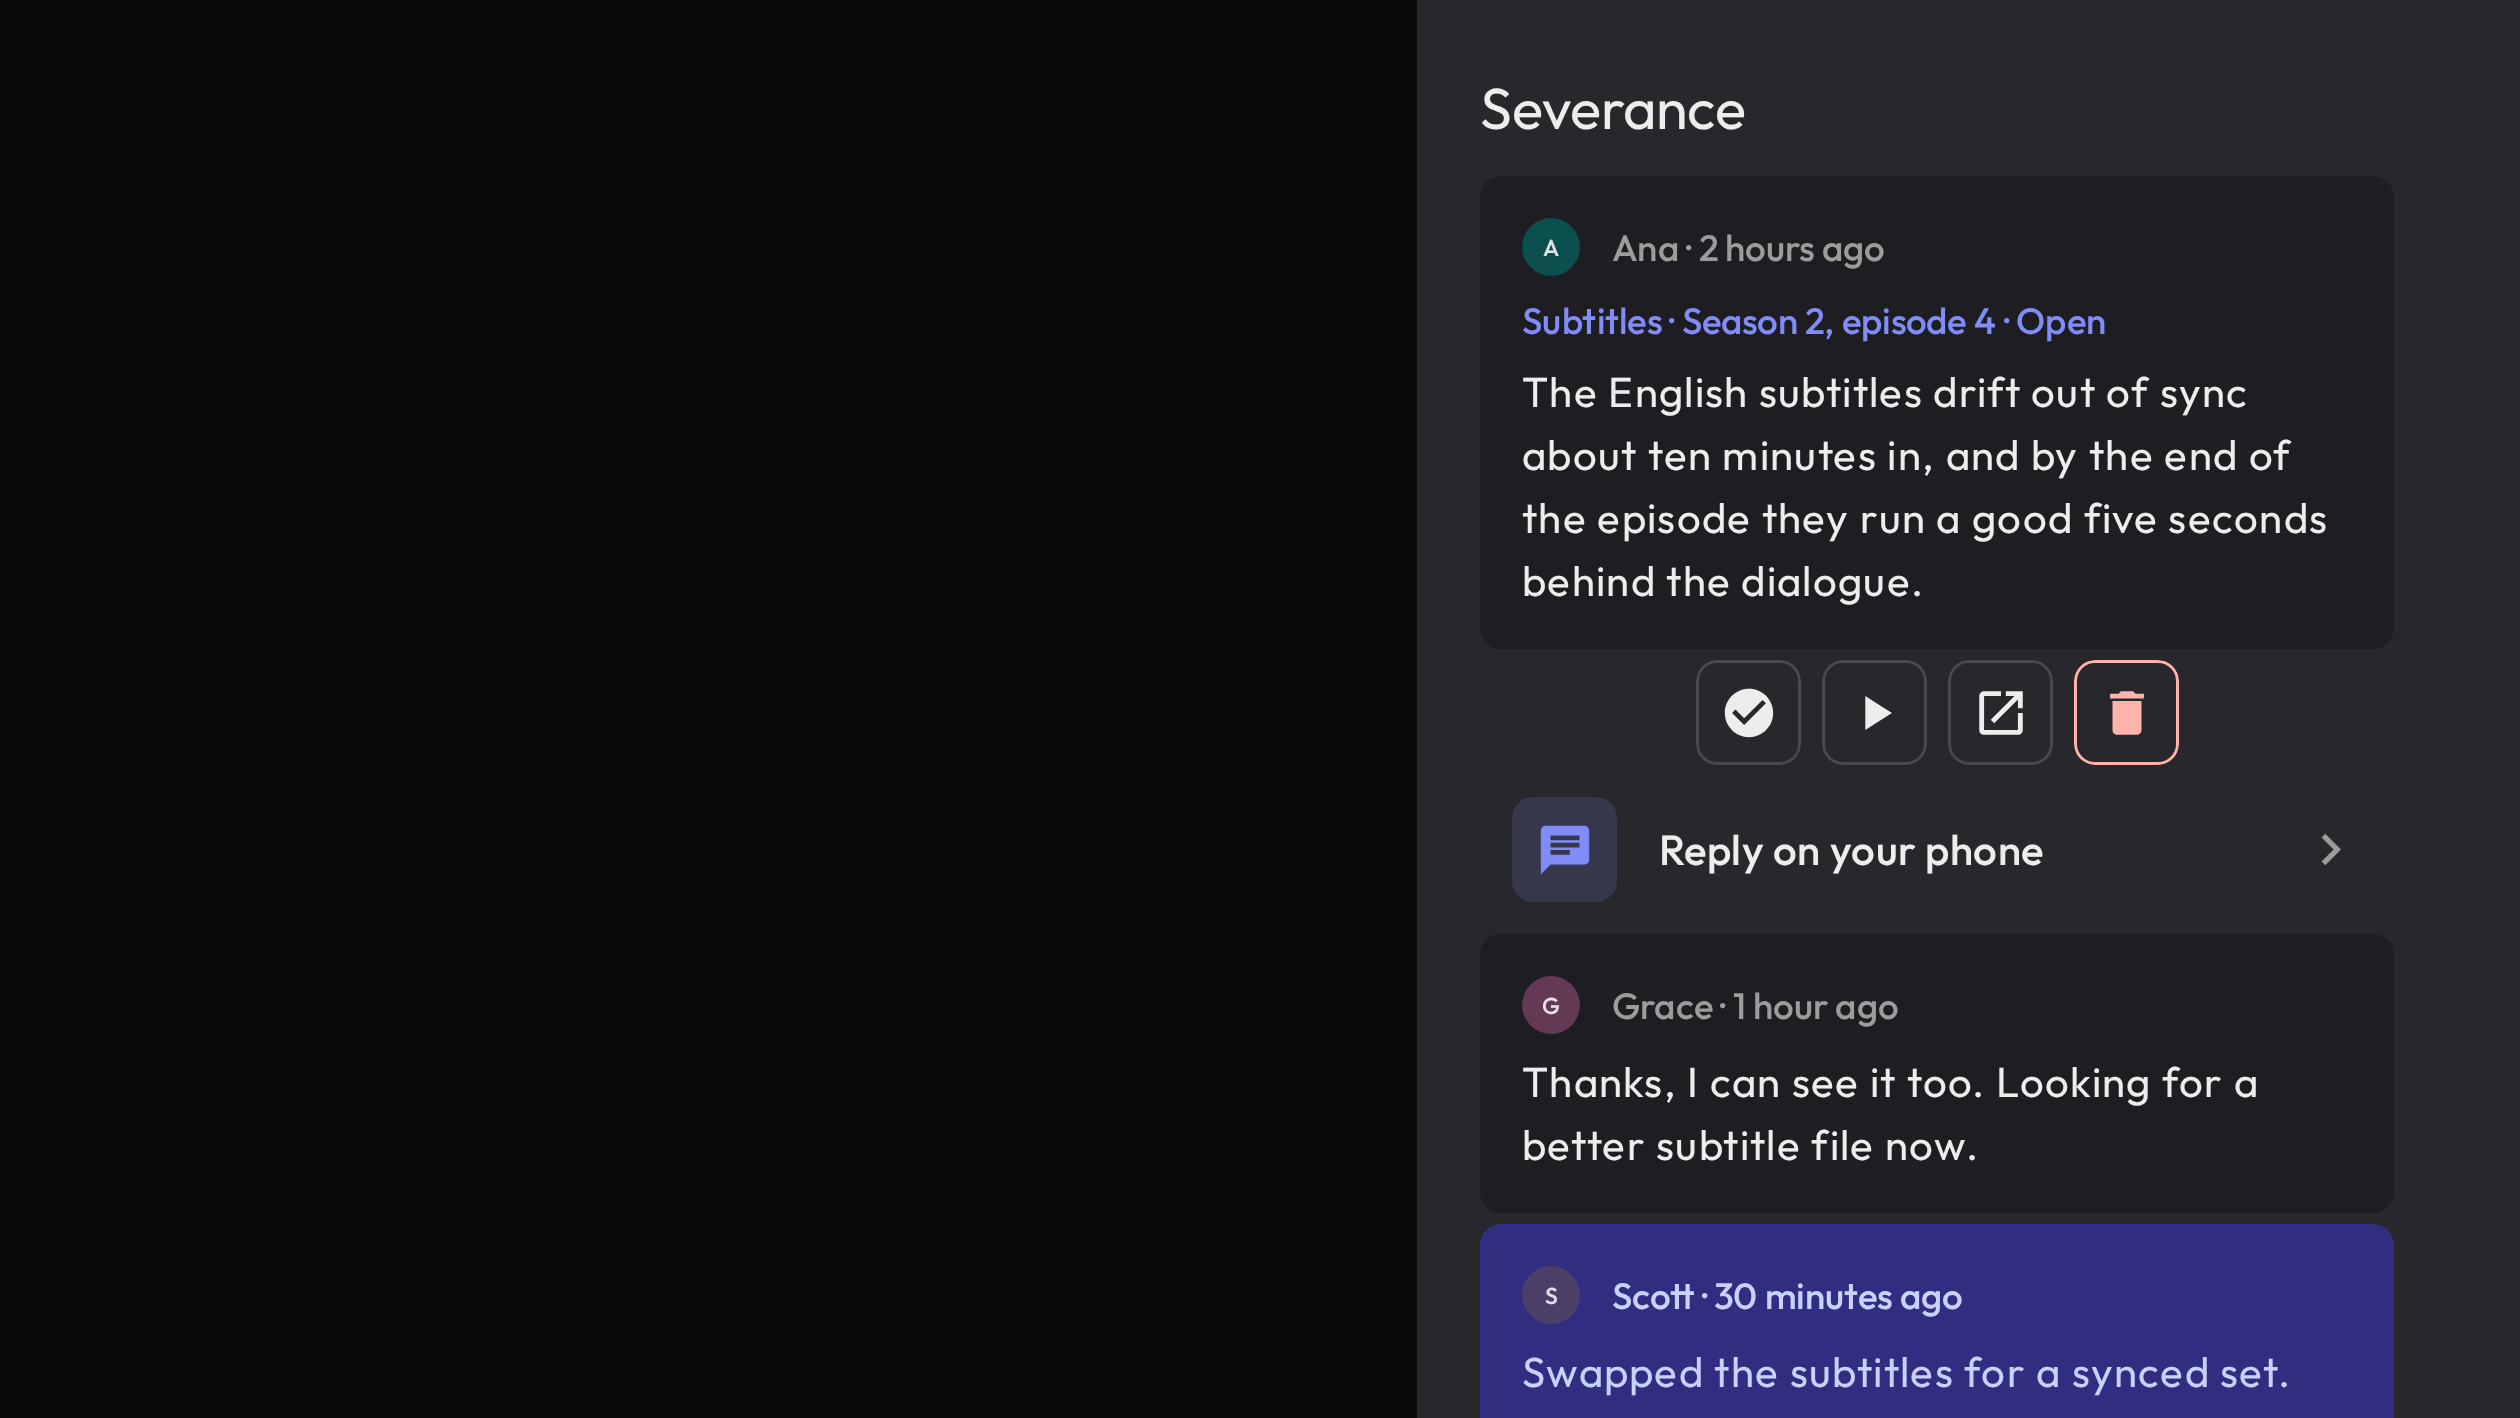 Severance
A
Ana · 2 hours ago
Subtitles · Season 2, episode 4 · Open
The English subtitles drift out of sync
about ten minutes in, and by the end of
the episode they run a good five seconds
behind the dialogue.
Reply on your phone
G
Grace · 1 hour ago
Thanks, I can see it too. Looking for a
better subtitle file now.
S
Scott · 30 minutes ago
Swapped the subtitles for a synced set.